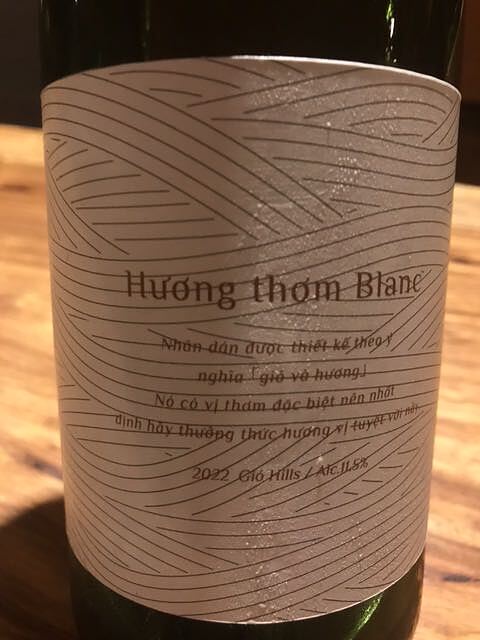 Hương thơm Blanc
Nhãn dán được thiết kế theo ý
nghĩa「gió và hương」
Nó có vị thơm đặc biệt nên nhất
định hãy thưởng thức hương vị tuyệt vời này
2022 Gió Hills / Alc.11.5%